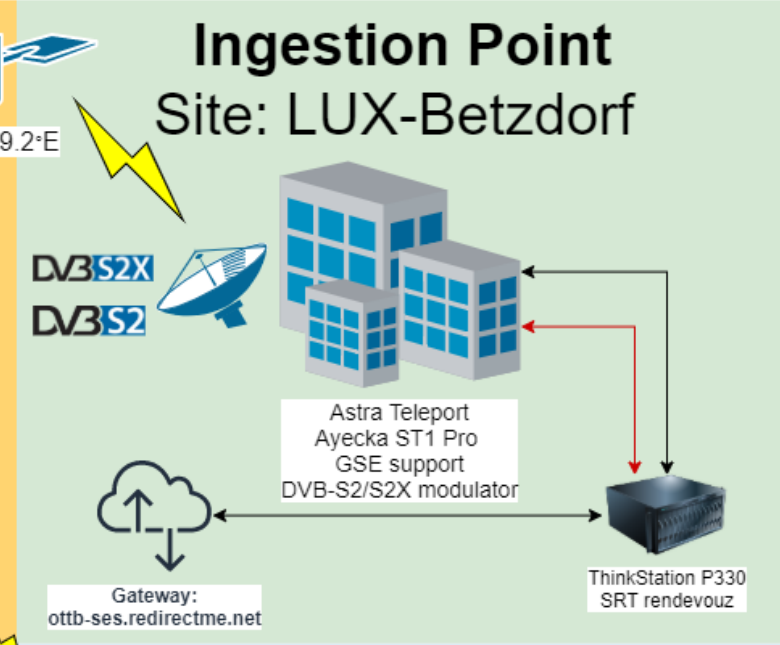 Ingestion Point
Site: LUX-Betzdorf
9.2°E
DVB S2X
DVB S2
Astra Teleport
Ayecka ST1 Pro
GSE support
DVB-S2/S2X modulator
Gateway:
ottb-ses.redirectme.net
ThinkStation P330
SRT rendevouz